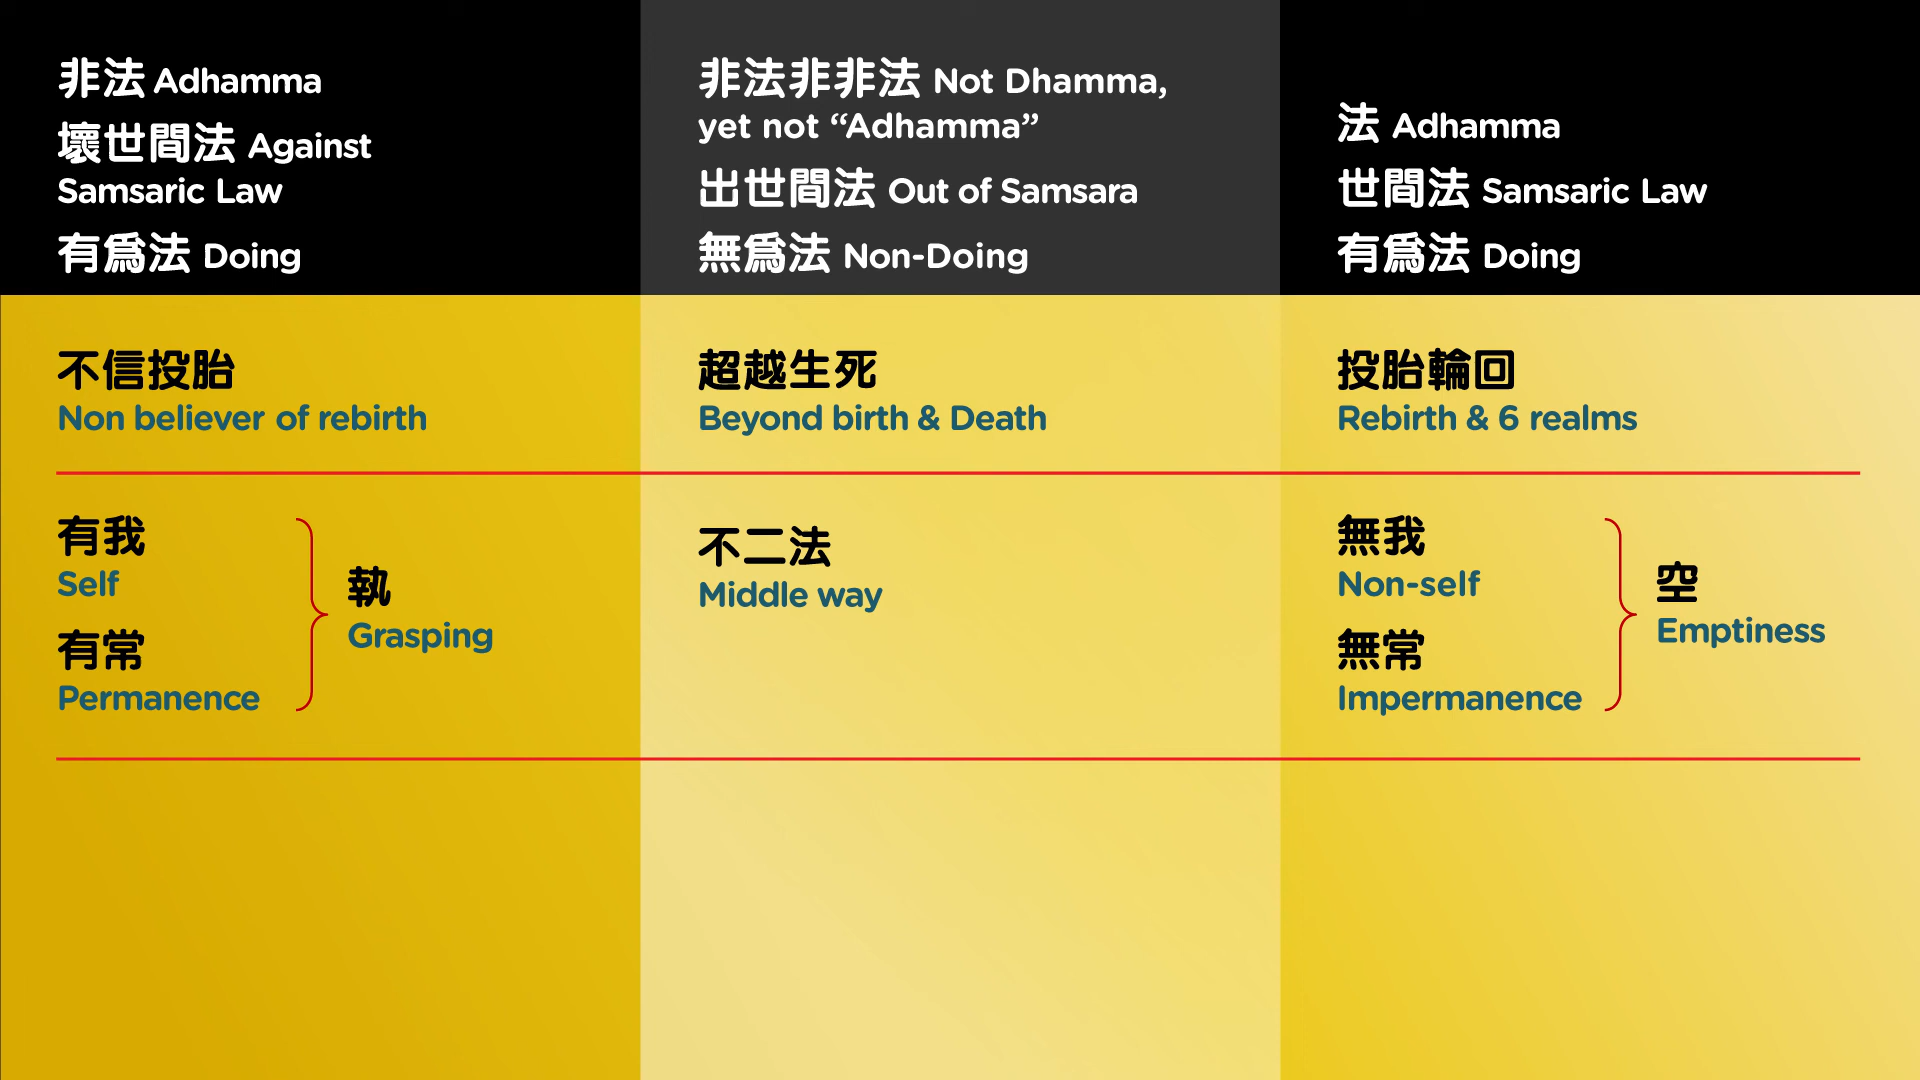 非法 Adhamma
壞世間法 Against
Samsaric Law
有為法 Doing
非法非非法 Not Dhamma,
yet not “Adhamma”
出世間法 Out of Samsara
無為法 Non-Doing
法 Adhamma
世間法 Samsaric Law
有為法 Doing
不信投胎
Non believer of rebirth
超越生死
Beyond birth & Death
投胎輪回
Rebirth & 6 realms
有我
Self
有常
Permanence
執
Grasping
不二法
Middle way
無我
Non-self
無常
Impermanence
空
Emptiness